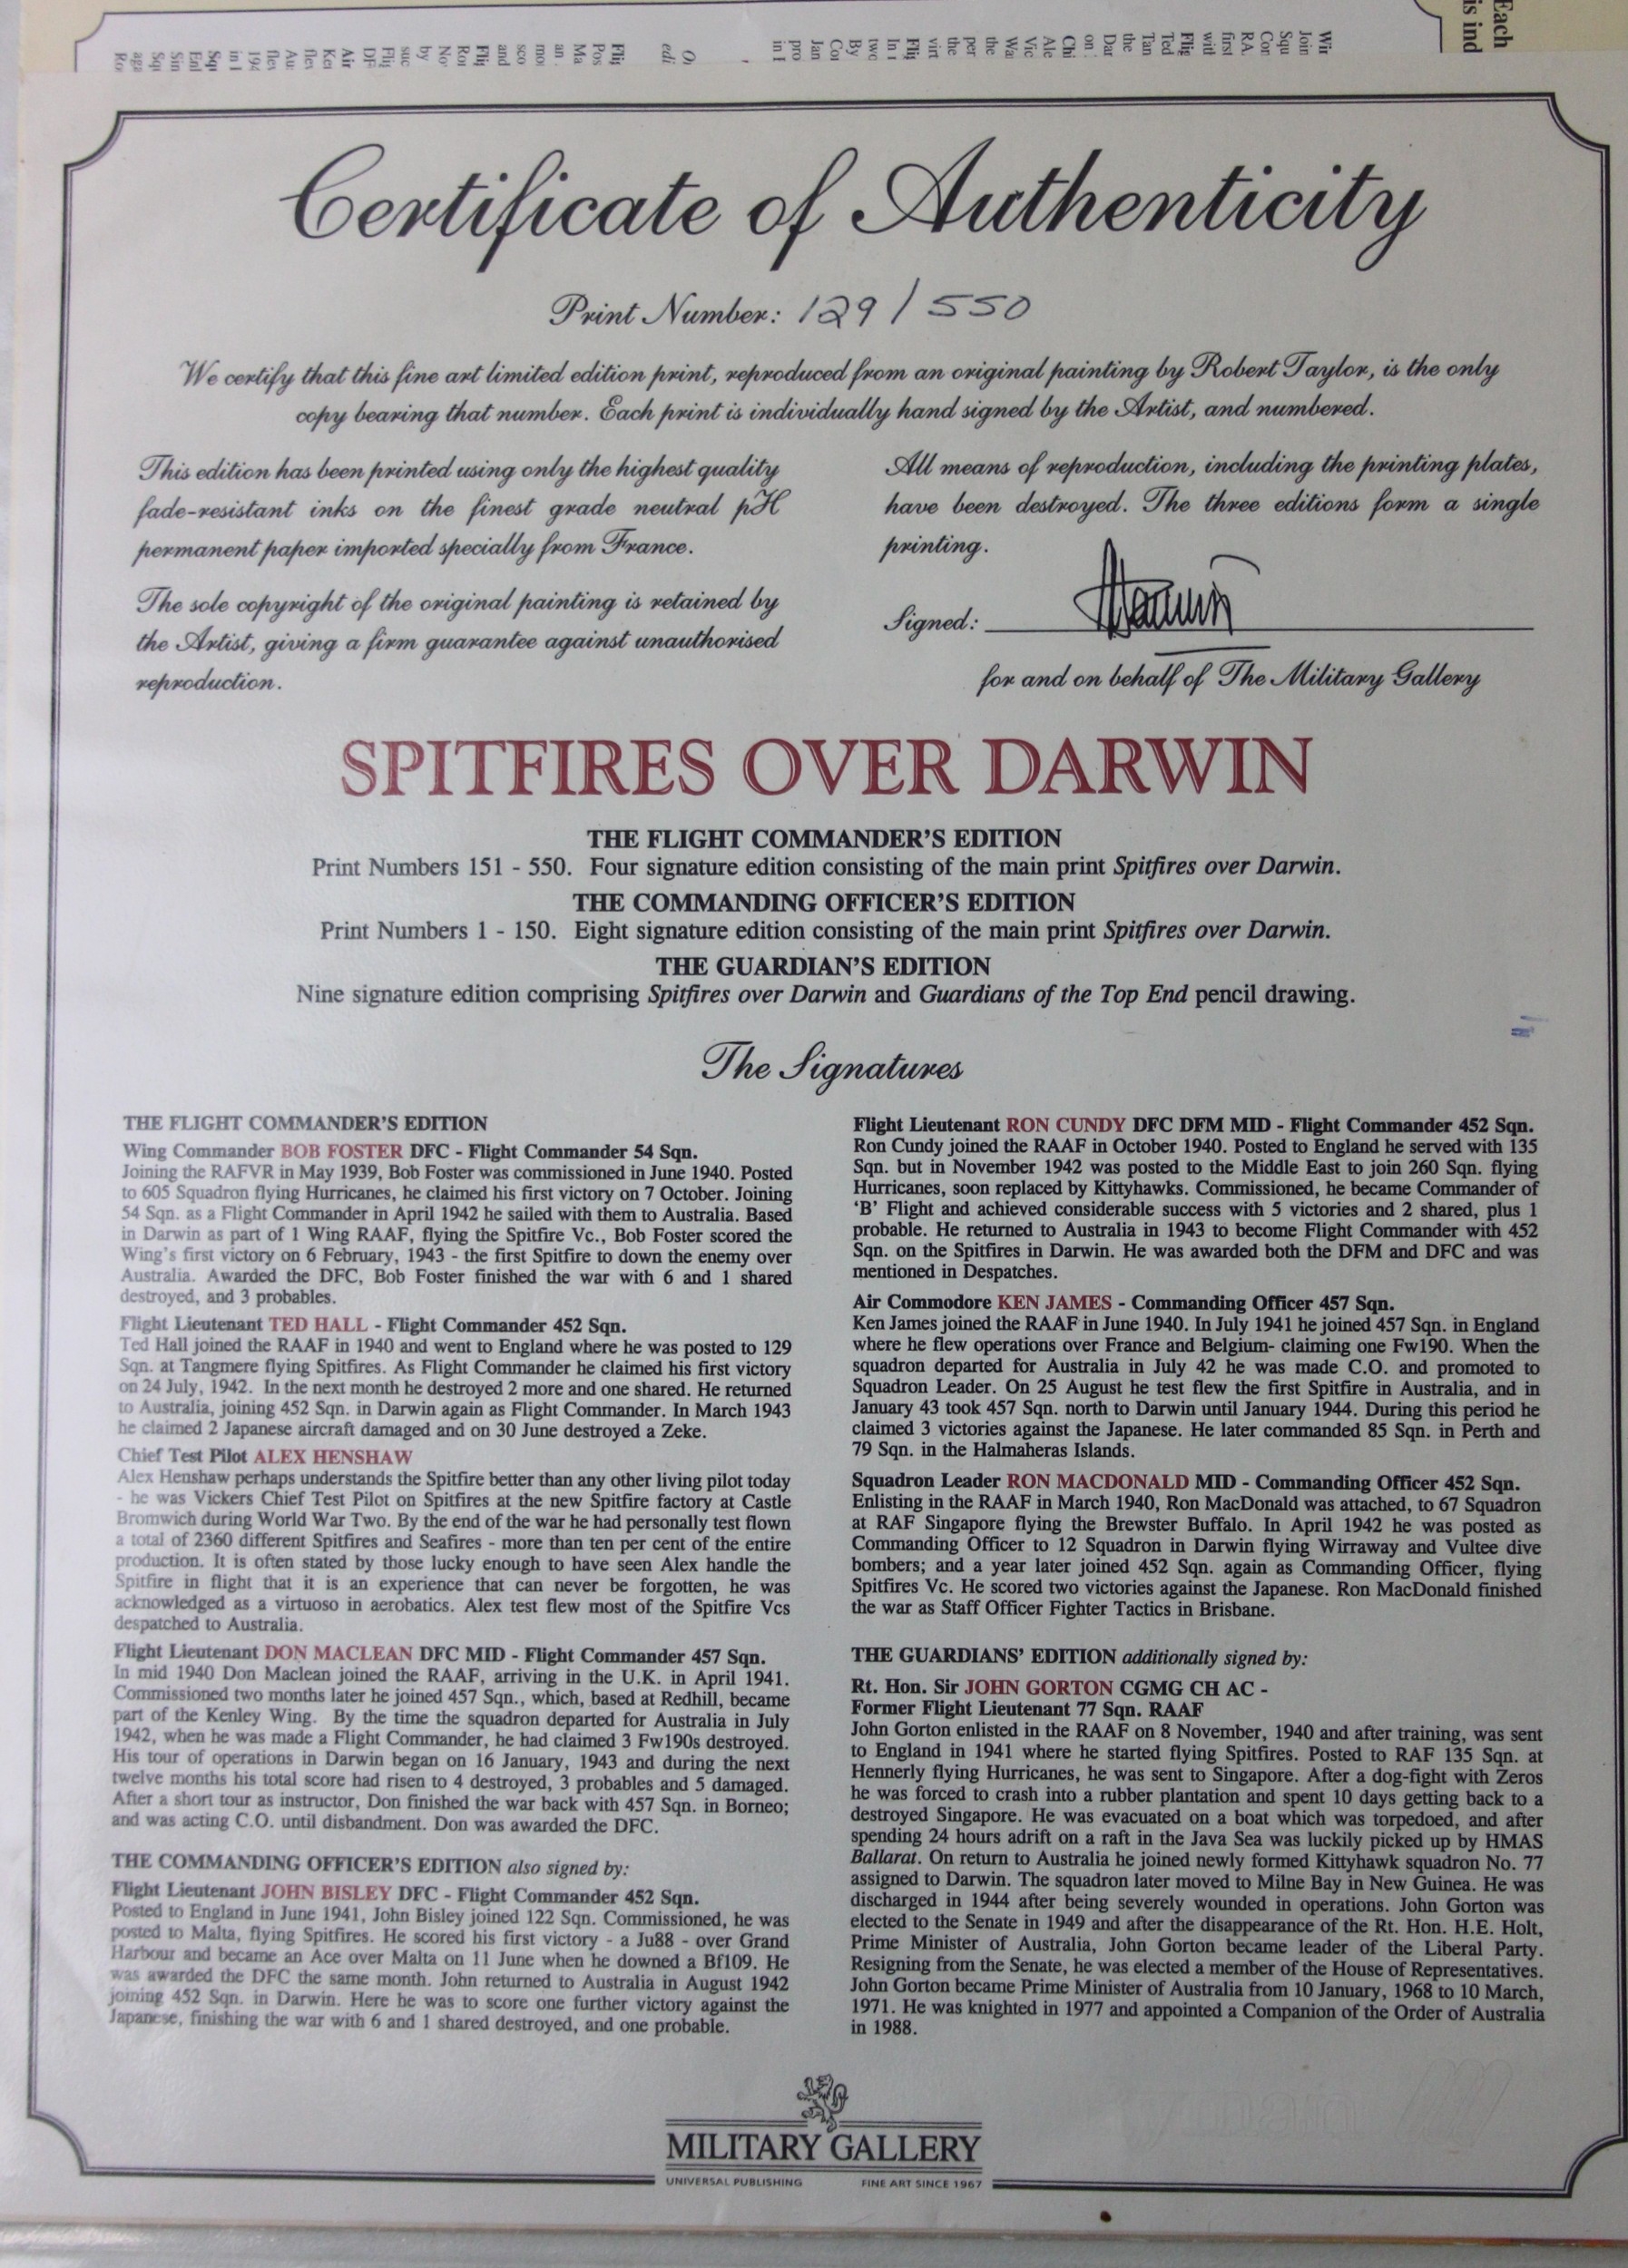 Each
is ind
Certificate of Authenticity
Print Number: 129/550
We certify that this fine art limited edition print, reproduced from an original painting by Robert Taylor, is the only
copy bearing that number. Each print is individually hand signed by the Artist, and numbered.
This edition has been printed using only the highest quality
fade-resistant inks on the finest grade neutral pH
permanent paper imported specially from France.
The sole copyright of the original painting is retained by
the Artist, giving a firm guarantee against unauthorised
reproduction.
All means of reproduction, including the printing plates,
have been destroyed. The three editions form a single
printing.
Signed:
for and on behalf of The Military Gallery
SPITFIRES OVER DARWIN
THE FLIGHT COMMANDER'S EDITION
Print Numbers 151 - 550. Four signature edition consisting of the main print Spitfires over Darwin.
THE COMMANDING OFFICER'S EDITION
Print Numbers 1 - 150. Eight signature edition consisting of the main print Spitfires over Darwin.
THE GUARDIAN'S EDITION
Nine signature edition comprising Spitfires over Darwin and Guardians of the Top End pencil drawing.
The Signatures
THE FLIGHT COMMANDER'S EDITION
Wing Commander BOB FOSTER DFC - Flight Commander 54 Sqn.
Joining the RAFVR in May 1939, Bob Foster was commissioned in June 1940. Posted
to 605 Squadron flying Hurricanes, he claimed his first victory on 7 October. Joining
54 Sqn. as a Flight Commander in April 1942 he sailed with them to Australia. Based
in Darwin as part of 1 Wing RAAF, flying the Spitfire Vc., Bob Foster scored the
Wing's first victory on 6 February, 1943 - the first Spitfire to down the enemy over
Australia. Awarded the DFC, Bob Foster finished the war with 6 and 1 shared
destroyed, and 3 probables.
Flight Lieutenant TED HALL - Flight Commander 452 Sqn.
Ted Hall joined the RAAF in 1940 and went to England where he was posted to 129
Sqn. at Tangmere flying Spitfires. As Flight Commander he claimed his first victory
on 24 July, 1942. In the next month he destroyed 2 more and one shared. He returned
to Australia, joining 452 Sqn. in Darwin again as Flight Commander. In March 1943
he claimed 2 Japanese aircraft damaged and on 30 June destroyed a Zeke.
Chief Test Pilot ALEX HENSHAW
Alex Henshaw perhaps understands the Spitfire better than any other living pilot today
- he was Vickers Chief Test Pilot on Spitfires at the new Spitfire factory at Castle
Bromwich during World War Two. By the end of the war he had personally test flown
a total of 2360 different Spitfires and Seafires - more than ten per cent of the entire
production. It is often stated by those lucky enough to have seen Alex handle the
Spitfire in flight that it is an experience that can never be forgotten, he was
acknowledged as a virtuoso in aerobatics. Alex test flew most of the Spitfire Vcs
despatched to Australia.
Flight Lieutenant DON MACLEAN DFC MID - Flight Commander 457 Sqn.
In mid 1940 Don Maclean joined the RAAF, arriving in the U.K. in April 1941.
Commissioned two months later he joined 457 Sqn., which, based at Redhill, became
part of the Kenley Wing. By the time the squadron departed for Australia in July
1942, when he was made a Flight Commander, he had claimed 3 Fw190s destroyed.
His tour of operations in Darwin began on 16 January, 1943 and during the next
twelve months his total score had risen to 4 destroyed, 3 probables and 5 damaged.
After a short tour as instructor, Don finished the war back with 457 Sqn. in Borneo;
and was acting C.O. until disbandment. Don was awarded the DFC.
THE COMMANDING OFFICER'S EDITION also signed by:
Flight Lieutenant JOHN BISLEY DFC - Flight Commander 452 Sqn.
Posted to England in June 1941, John Bisley joined 122 Sqn. Commissioned, he was
posted to Malta, flying Spitfires. He scored his first victory - a Ju88 - over Grand
Harbour and became an Ace over Malta on 11 June when he downed a Bf109. He
was awarded the DFC the same month. John returned to Australia in August 1942
joining 452 Sqn. in Darwin. Here he was to score one further victory against the
Japanese, finishing the war with 6 and 1 shared destroyed, and one probable.
Flight Lieutenant RON CUNDY DFC DFM MID - Flight Commander 452 Sqn.
Ron Cundy joined the RAAF in October 1940. Posted to England he served with 135
Sqn. but in November 1942 was posted to the Middle East to join 260 Sqn. flying
Hurricanes, soon replaced by Kittyhawks. Commissioned, he became Commander of
'B' Flight and achieved considerable success with 5 victories and 2 shared, plus 1
probable. He returned to Australia in 1943 to become Flight Commander with 452
Sqn. on the Spitfires in Darwin. He was awarded both the DFM and DFC and was
mentioned in Despatches.
Air Commodore KEN JAMES - Commanding Officer 457 Sqn.
Ken James joined the RAAF in June 1940. In July 1941 he joined 457 Sqn. in England
where he flew operations over France and Belgium- claiming one Fw190. When the
squadron departed for Australia in July 42 he was made C.O. and promoted to
Squadron Leader. On 25 August he test flew the first Spitfire in Australia, and in
January 43 took 457 Sqn. north to Darwin until January 1944. During this period he
claimed 3 victories against the Japanese. He later commanded 85 Sqn. in Perth and
79 Sqn. in the Halmaheras Islands.
Squadron Leader RON MACDONALD MID - Commanding Officer 452 Sqn.
Enlisting in the RAAF in March 1940, Ron MacDonald was attached, to 67 Squadron
at RAF Singapore flying the Brewster Buffalo. In April 1942 he was posted as
Commanding Officer to 12 Squadron in Darwin flying Wirraway and Vultee dive
bombers; and a year later joined 452 Sqn. again as Commanding Officer, flying
Spitfires Vc. He scored two victories against the Japanese. Ron MacDonald finished
the war as Staff Officer Fighter Tactics in Brisbane.
THE GUARDIANS' EDITION additionally signed by:
Rt. Hon. Sir JOHN GORTON CGMG CH AC -
Former Flight Lieutenant 77 Sqn. RAAF
John Gorton enlisted in the RAAF on 8 November, 1940 and after training, was sent
to England in 1941 where he started flying Spitfires. Posted to RAF 135 Sqn. at
Hennerly flying Hurricanes, he was sent to Singapore. After a dog-fight with Zeros
he was forced to crash into a rubber plantation and spent 10 days getting back to a
destroyed Singapore. He was evacuated on a boat which was torpedoed, and after
spending 24 hours adrift on a raft in the Java Sea was luckily picked up by HMAS
Ballarat. On return to Australia he joined newly formed Kittyhawk squadron No. 77
assigned to Darwin. The squadron later moved to Milne Bay in New Guinea. He was
discharged in 1944 after being severely wounded in operations. John Gorton was
elected to the Senate in 1949 and after the disappearance of the Rt. Hon. H.E. Holt,
Prime Minister of Australia, John Gorton became leader of the Liberal Party.
Resigning from the Senate, he was elected a member of the House of Representatives.
John Gorton became Prime Minister of Australia from 10 January, 1968 to 10 March,
1971. He was knighted in 1977 and appointed a Companion of the Order of Australia
in 1988.
MILITARY GALLERY
UNIVERSAL PUBLISHING FINE ART SINCE 1967